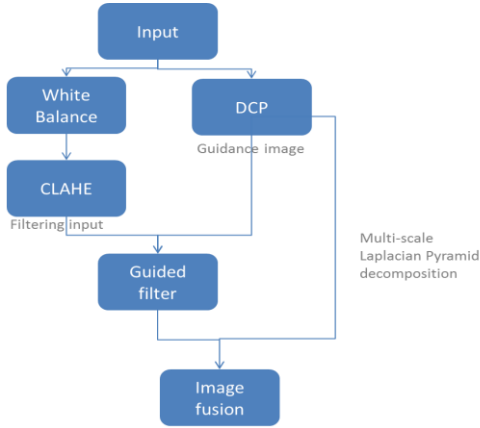 Input
White
Balance
DCP
Guidance image
CLAHE
Filtering input
Multi-scale
Laplacian Pyramid
decomposition
Guided
filter
Image
fusion